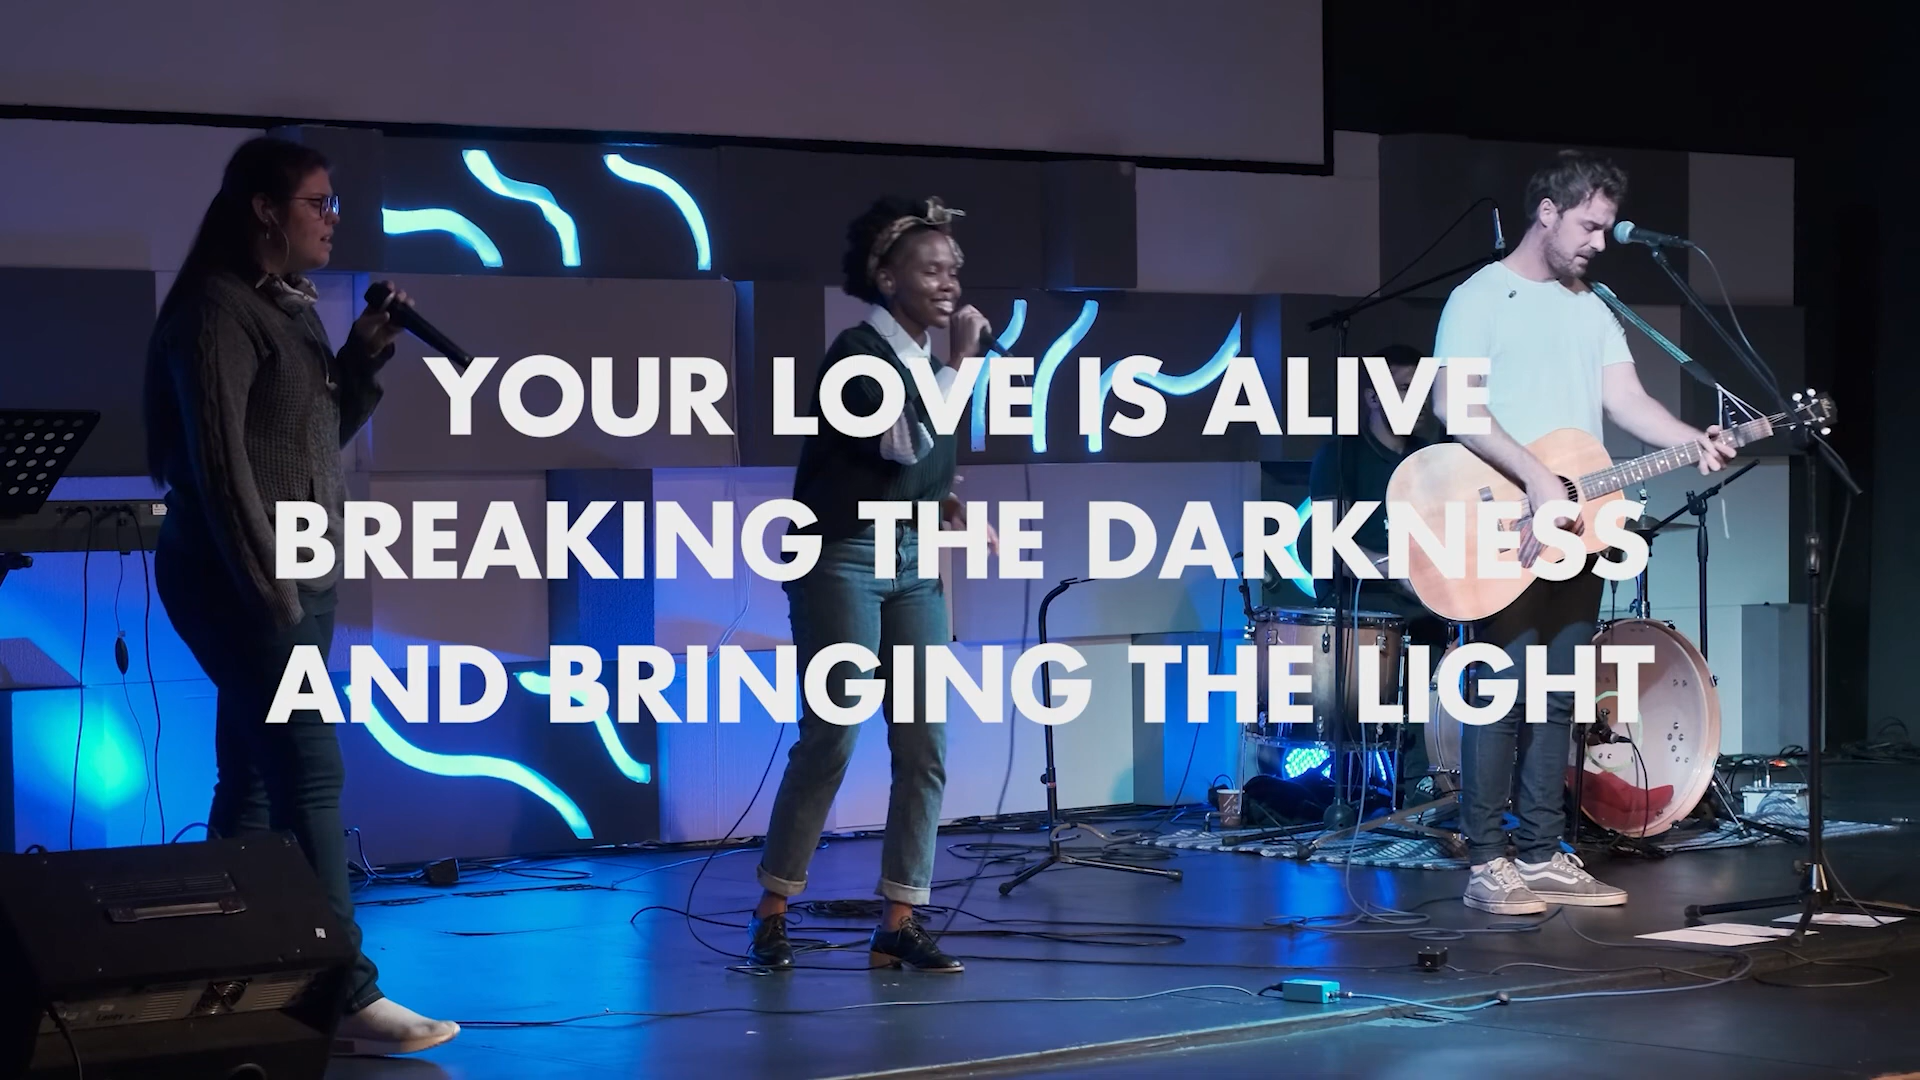 YOUR LOVE IS ALIVE
BREAKING THE DARKNESS
AND BRINGING THE LIGHT